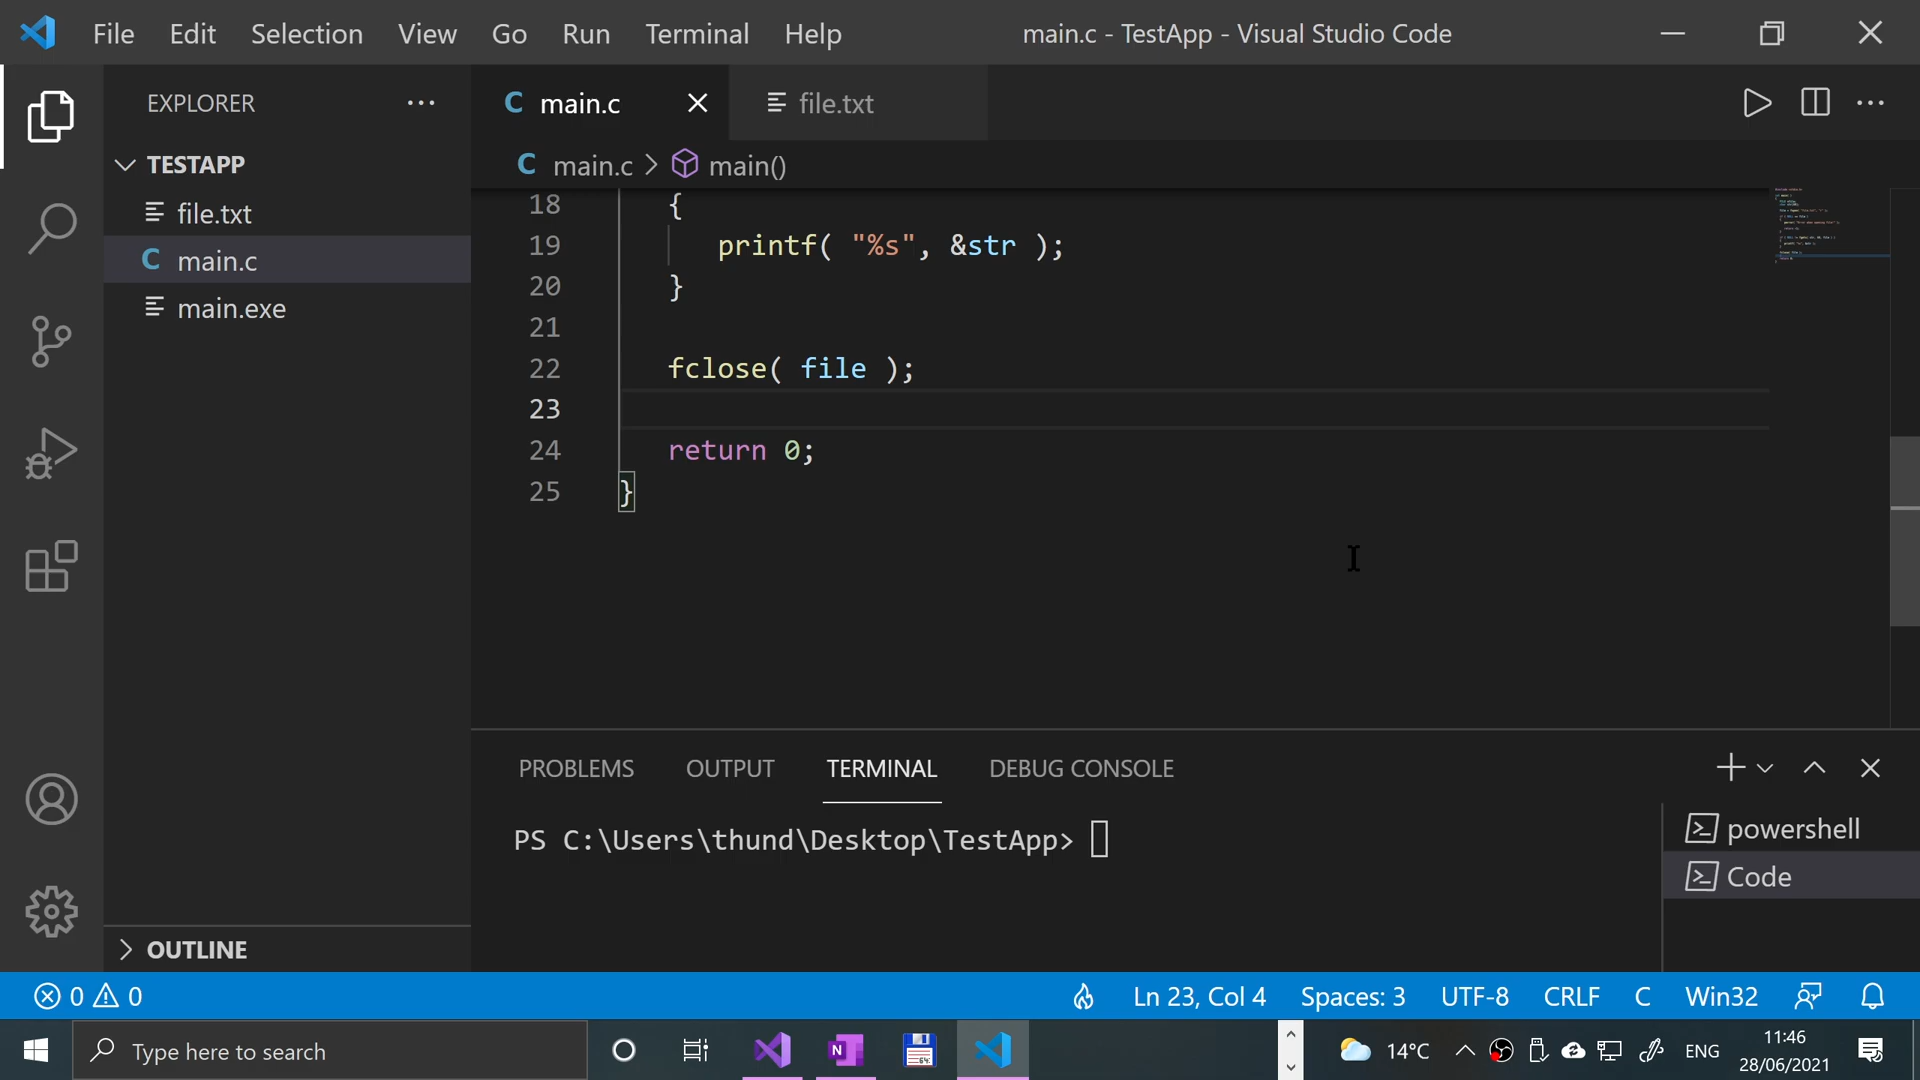 File Edit Selection View Go Run Terminal Help main.c - TestApp - Visual Studio Code
EXPLORER
TESTAPP
file.txt
C main.c
main.exe
OUTLINE
C main.c file.txt
C main.c > main()
18 {
19 printf( "%s", &str );
20 }
21
22 fclose( file );
23
24 return 0;
25 }
PROBLEMS OUTPUT TERMINAL DEBUG CONSOLE
PS C:\Users\thund\Desktop\TestApp>
powershell
Code
0 0 Ln 23, Col 4 Spaces: 3 UTF-8 CRLF C Win32
Type here to search
N
64
14°C ENG
11:46
28/06/2021